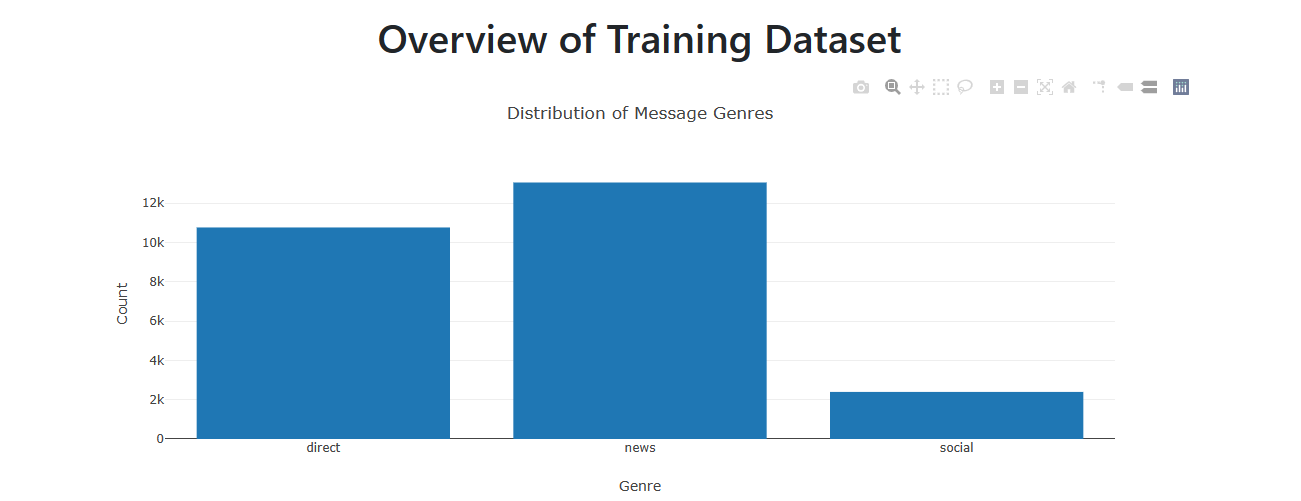 Overview of Training Dataset
Distribution of Message Genres
12k
10k
8k
6k
4k
2k
0
Count
direct news social
Genre